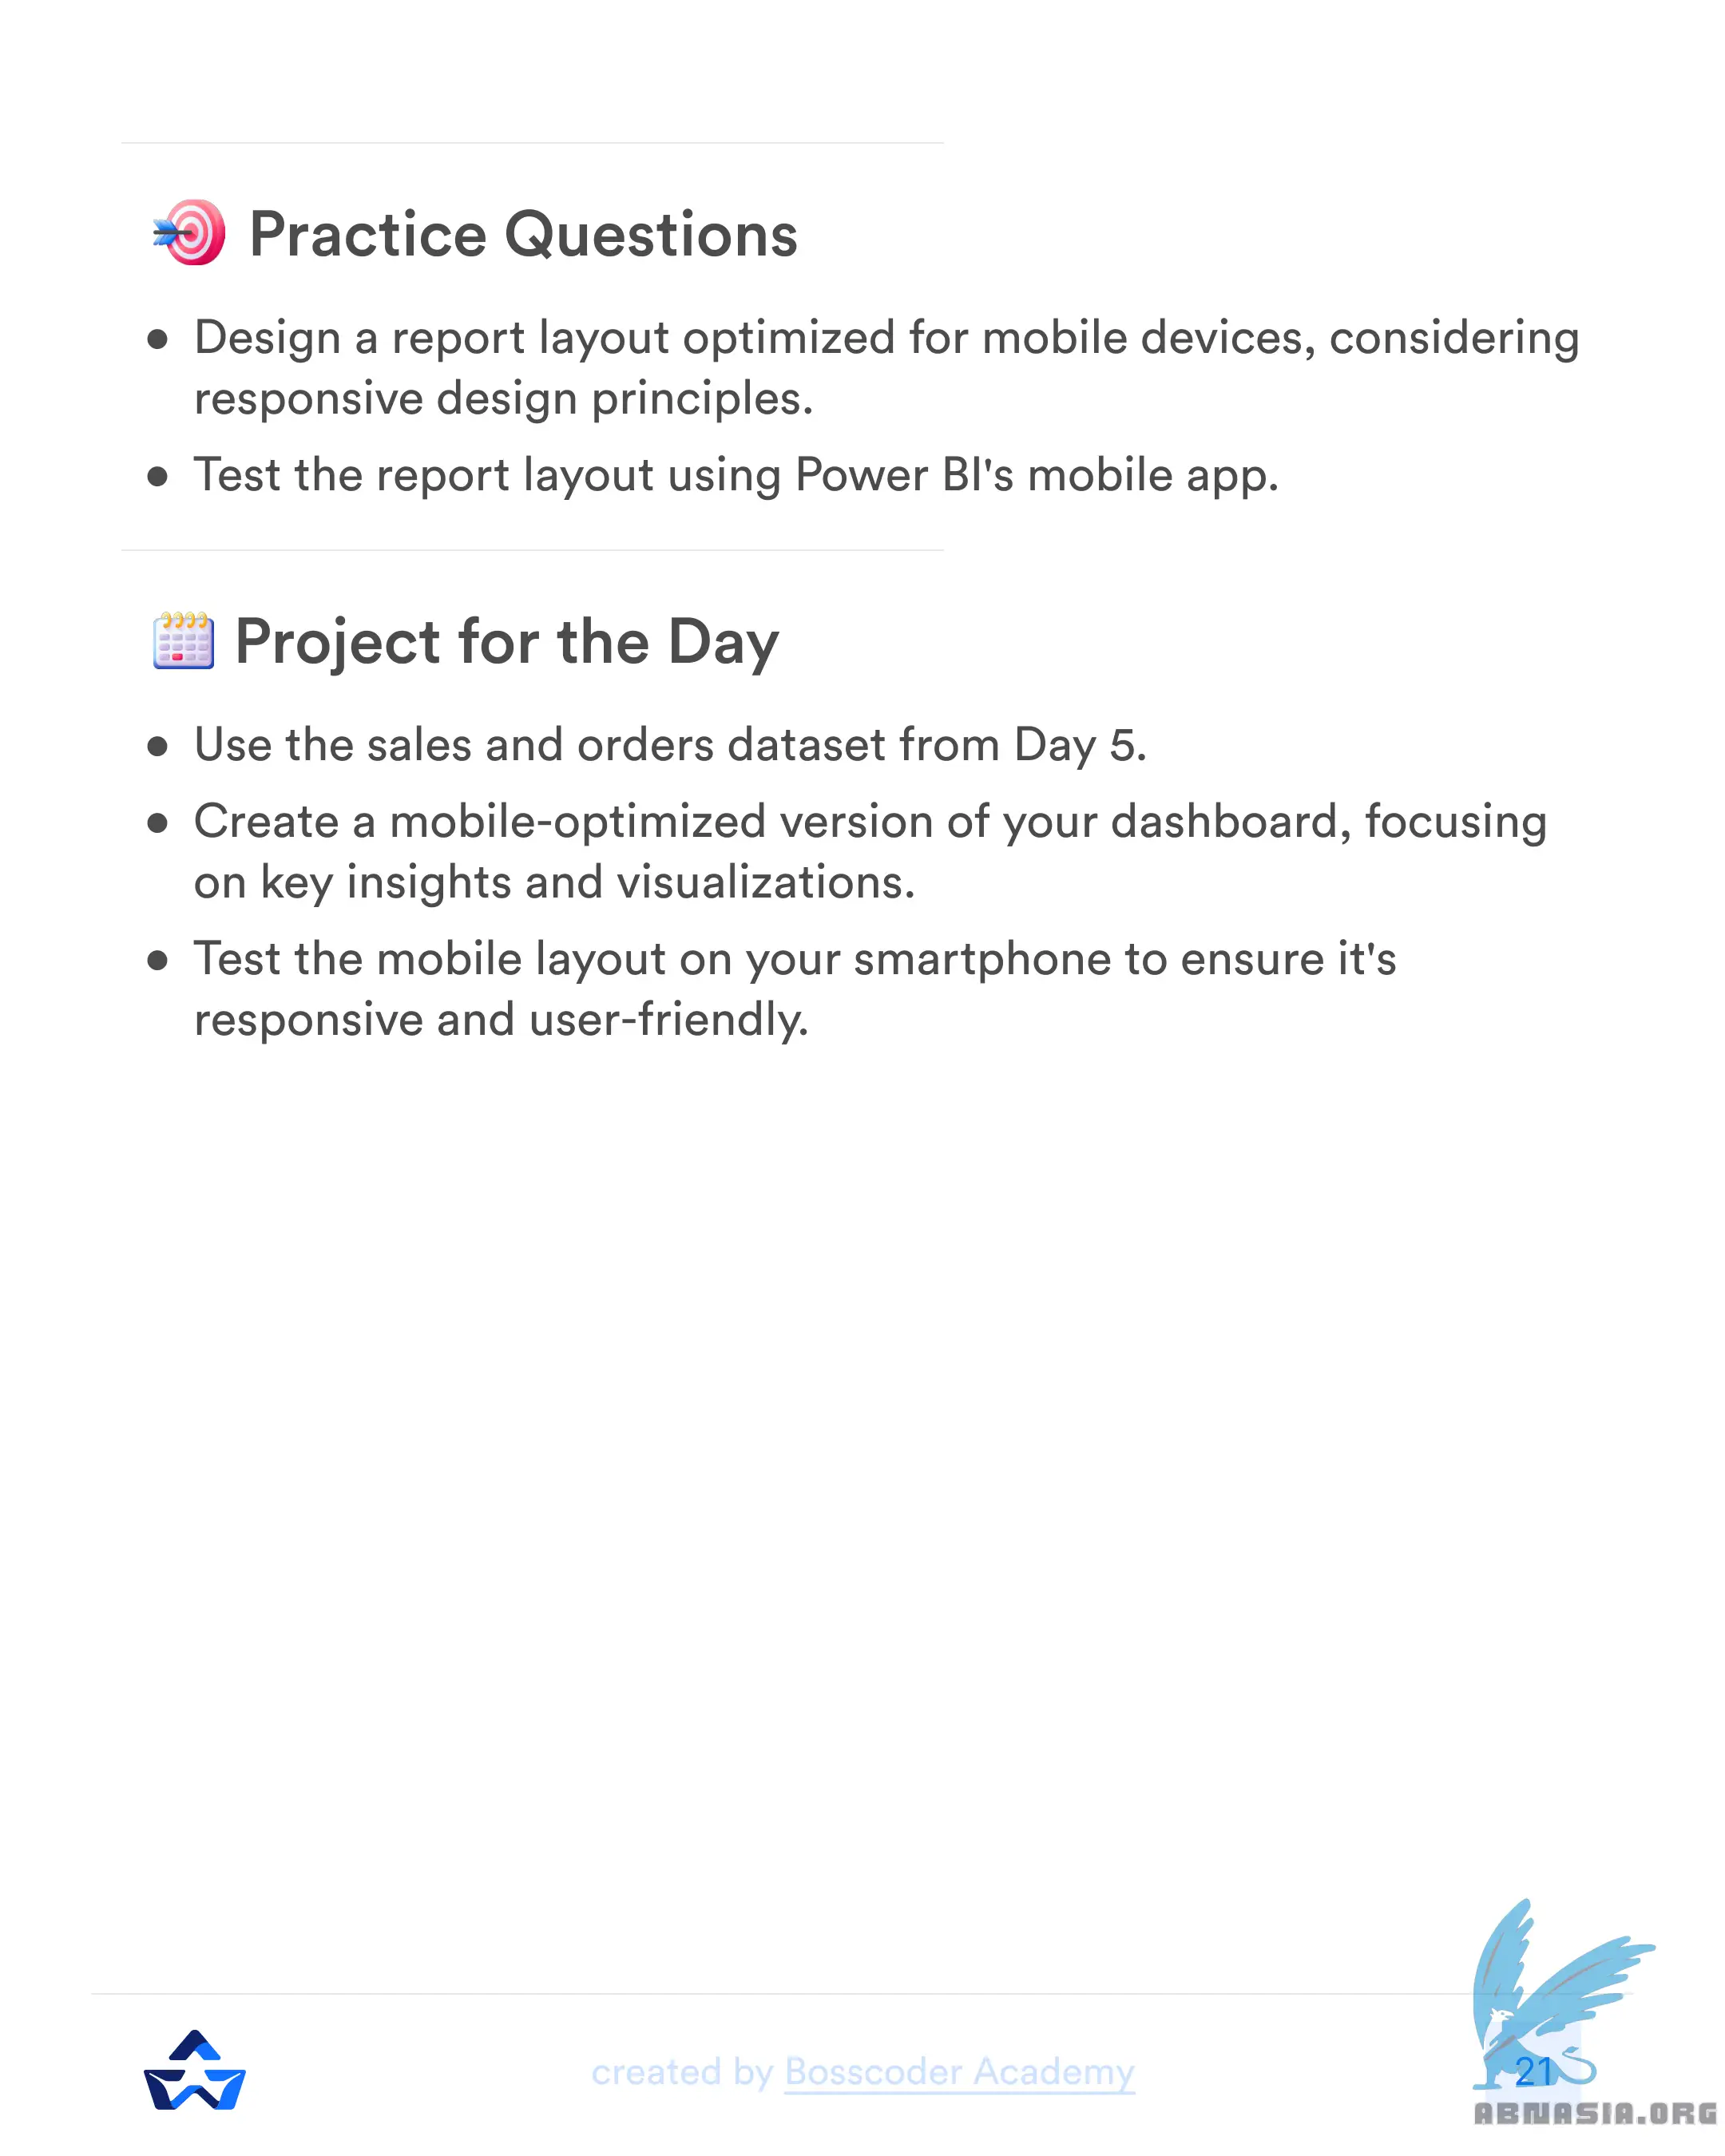 Practice Questions
● Design a report layout optimized for mobile devices, considering
responsive design principles.
● Test the report layout using Power BI's mobile app.
Project for the Day
● Use the sales and orders dataset from Day 5.
● Create a mobile-optimized version of your dashboard, focusing
on key insights and visualizations.
● Test the mobile layout on your smartphone to ensure it's
responsive and user-friendly.
created by Bosscoder Academy
21
ABNASIA.ORG